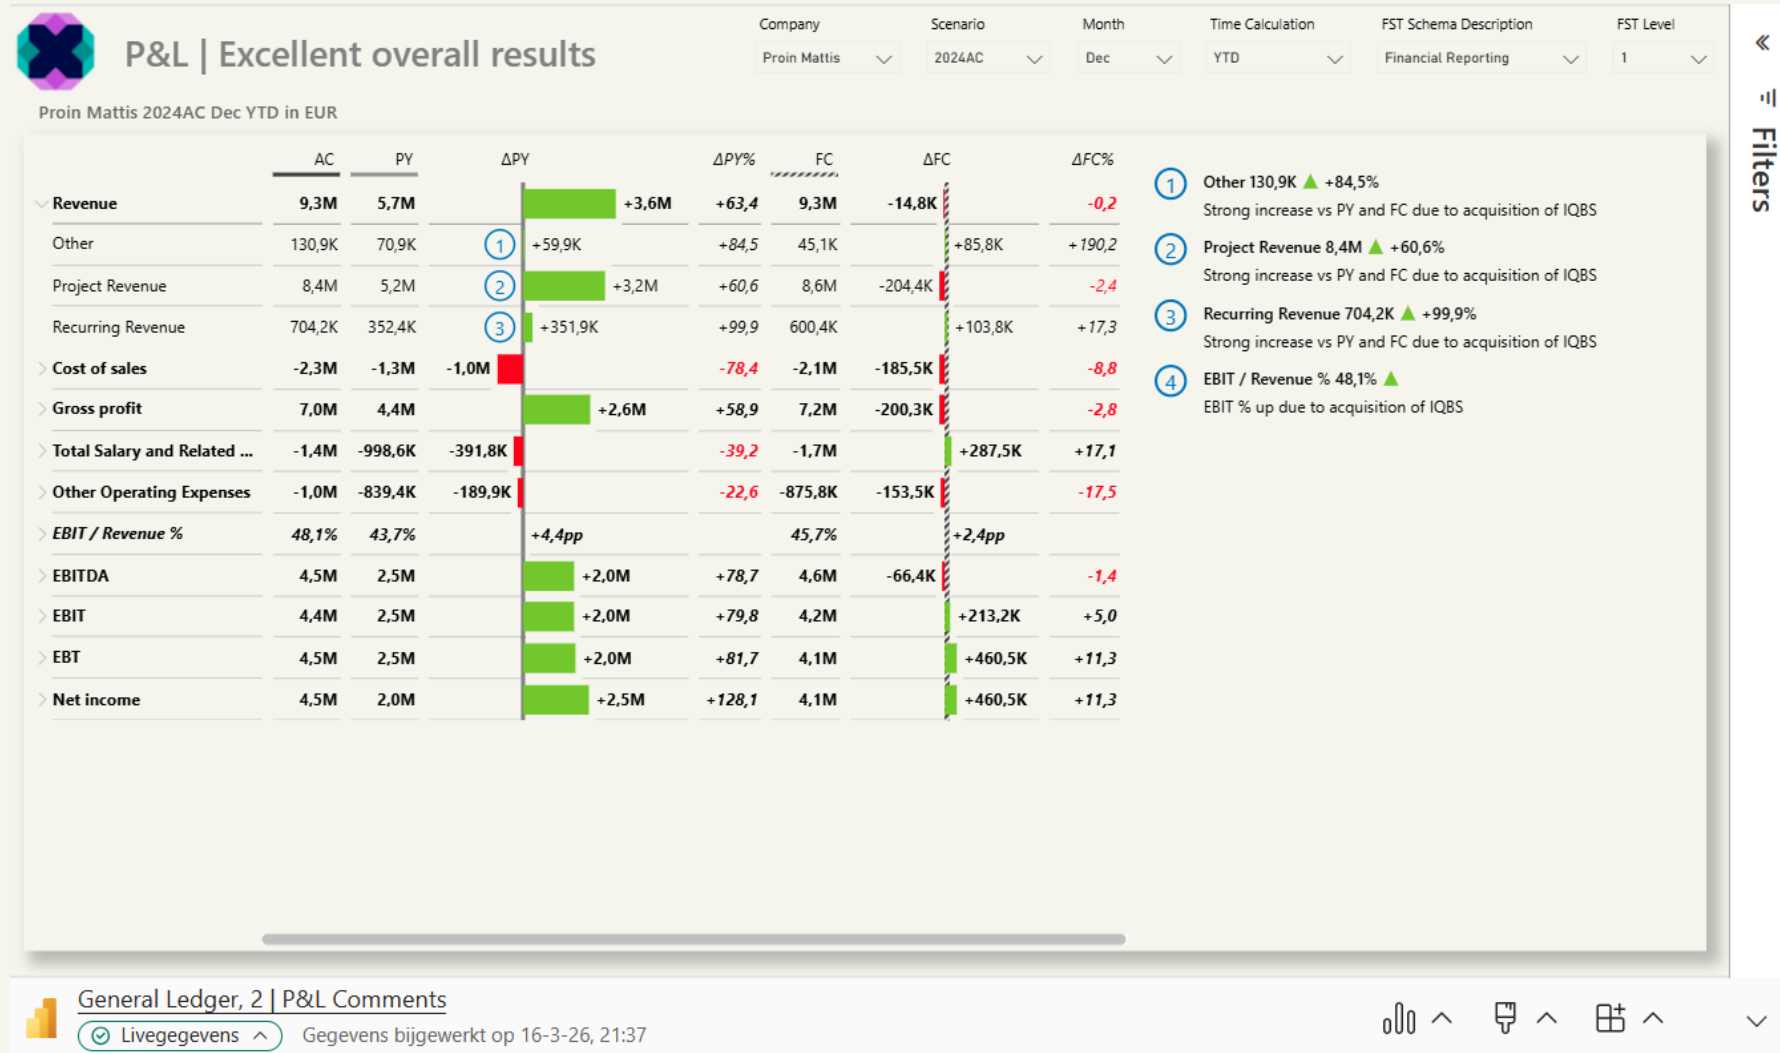 P&L | Excellent overall results
Company Scenario Month Time Calculation FST Schema Description FST Level
Proin Mattis 2024AC Dec YTD Financial Reporting 1
Filters
Proin Mattis 2024AC Dec YTD in EUR
AC PY ΔPY ΔPY% FC ΔFC ΔFC%
Revenue 9,3M 5,7M +3,6M +63,4 9,3M -14,8K -0,2
Other 130,9K 70,9K 1 +59,9K +84,5 45,1K +85,8K +190,2
Project Revenue 8,4M 5,2M 2 +3,2M +60,6 8,6M -204,4K -2,4
Recurring Revenue 704,2K 352,4K 3 +351,9K +99,9 600,4K +103,8K +17,3
Cost of sales -2,3M -1,3M -1,0M -78,4 -2,1M -185,5K -8,8
Gross profit 7,0M 4,4M +2,6M +58,9 7,2M -200,3K -2,8
Total Salary and Related ... -1,4M -998,6K -391,8K -39,2 -1,7M +287,5K +17,1
Other Operating Expenses -1,0M -839,4K -189,9K -22,6 -875,8K -153,5K -17,5
EBIT / Revenue % 48,1% 43,7% +4,4pp 45,7% +2,4pp
EBITDA 4,5M 2,5M +2,0M +78,7 4,6M -66,4K -1,4
EBIT 4,4M 2,5M +2,0M +79,8 4,2M +213,2K +5,0
EBT 4,5M 2,5M +2,0M +81,7 4,1M +460,5K +11,3
Net income 4,5M 2,0M +2,5M +128,1 4,1M +460,5K +11,3
1 Other 130,9K ▲ +84,5%
Strong increase vs PY and FC due to acquisition of IQBS
2 Project Revenue 8,4M ▲ +60,6%
Strong increase vs PY and FC due to acquisition of IQBS
3 Recurring Revenue 704,2K ▲ +99,9%
Strong increase vs PY and FC due to acquisition of IQBS
4 EBIT / Revenue % 48,1% ▲
EBIT % up due to acquisition of IQBS
General Ledger, 2 | P&L Comments
Livegegevens Gegevens bijgewerkt op 16-3-26, 21:37